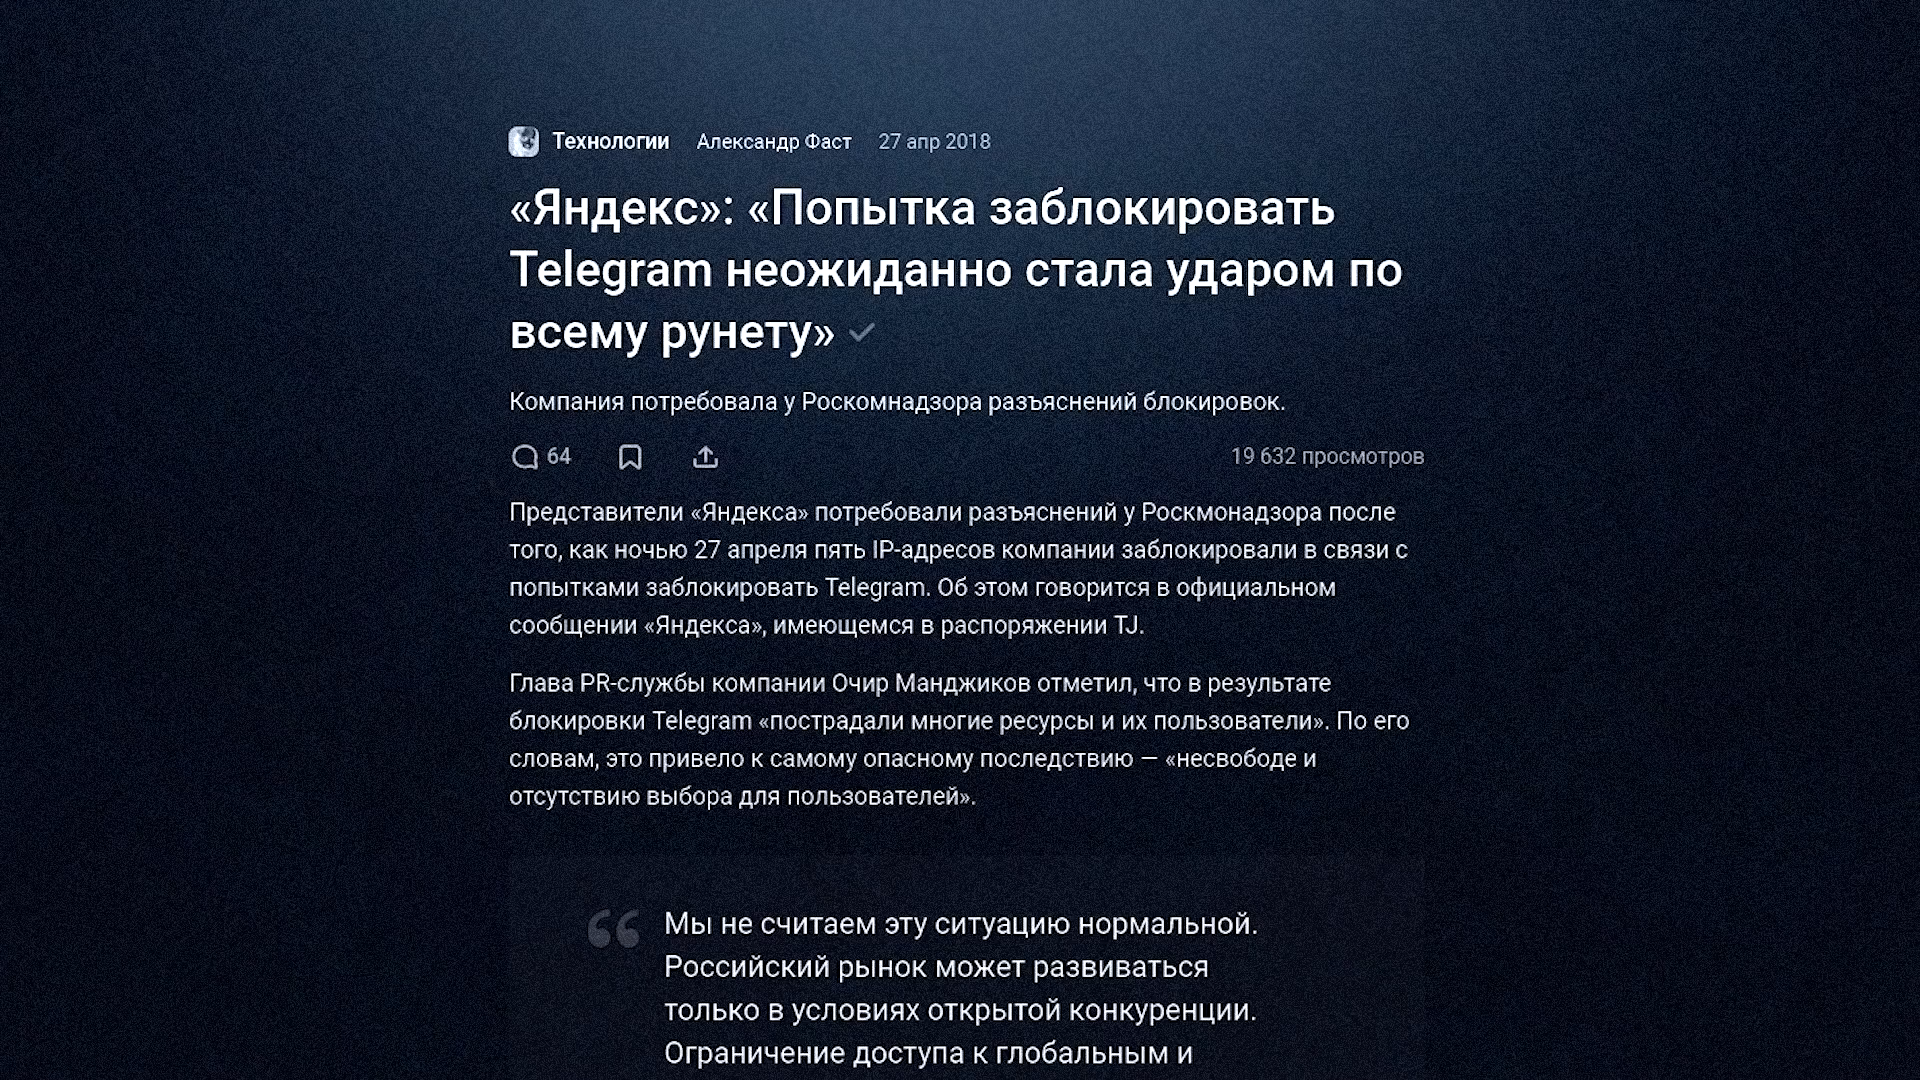 Технологии Александр Фаст 27 апр 2018
«Яндекс»: «Попытка заблокировать
Telegram неожиданно стала ударом по
всему рунету»
Компания потребовала у Роскомнадзора разъяснений блокировок.
64 19 632 просмотров
Представители «Яндекса» потребовали разъяснений у Роскмонадзора после
того, как ночью 27 апреля пять IP-адресов компании заблокировали в связи с
попытками заблокировать Telegram. Об этом говорится в официальном
сообщении «Яндекса», имеющемся в распоряжении TJ.
Глава PR-службы компании Очир Манджиков отметил, что в результате
блокировки Telegram «пострадали многие ресурсы и их пользователи». По его
словам, это привело к самому опасному последствию — «несвободе и
отсутствию выбора для пользователей».
Мы не считаем эту ситуацию нормальной.
Российский рынок может развиваться
только в условиях открытой конкуренции.
Ограничение доступа к глобальным и